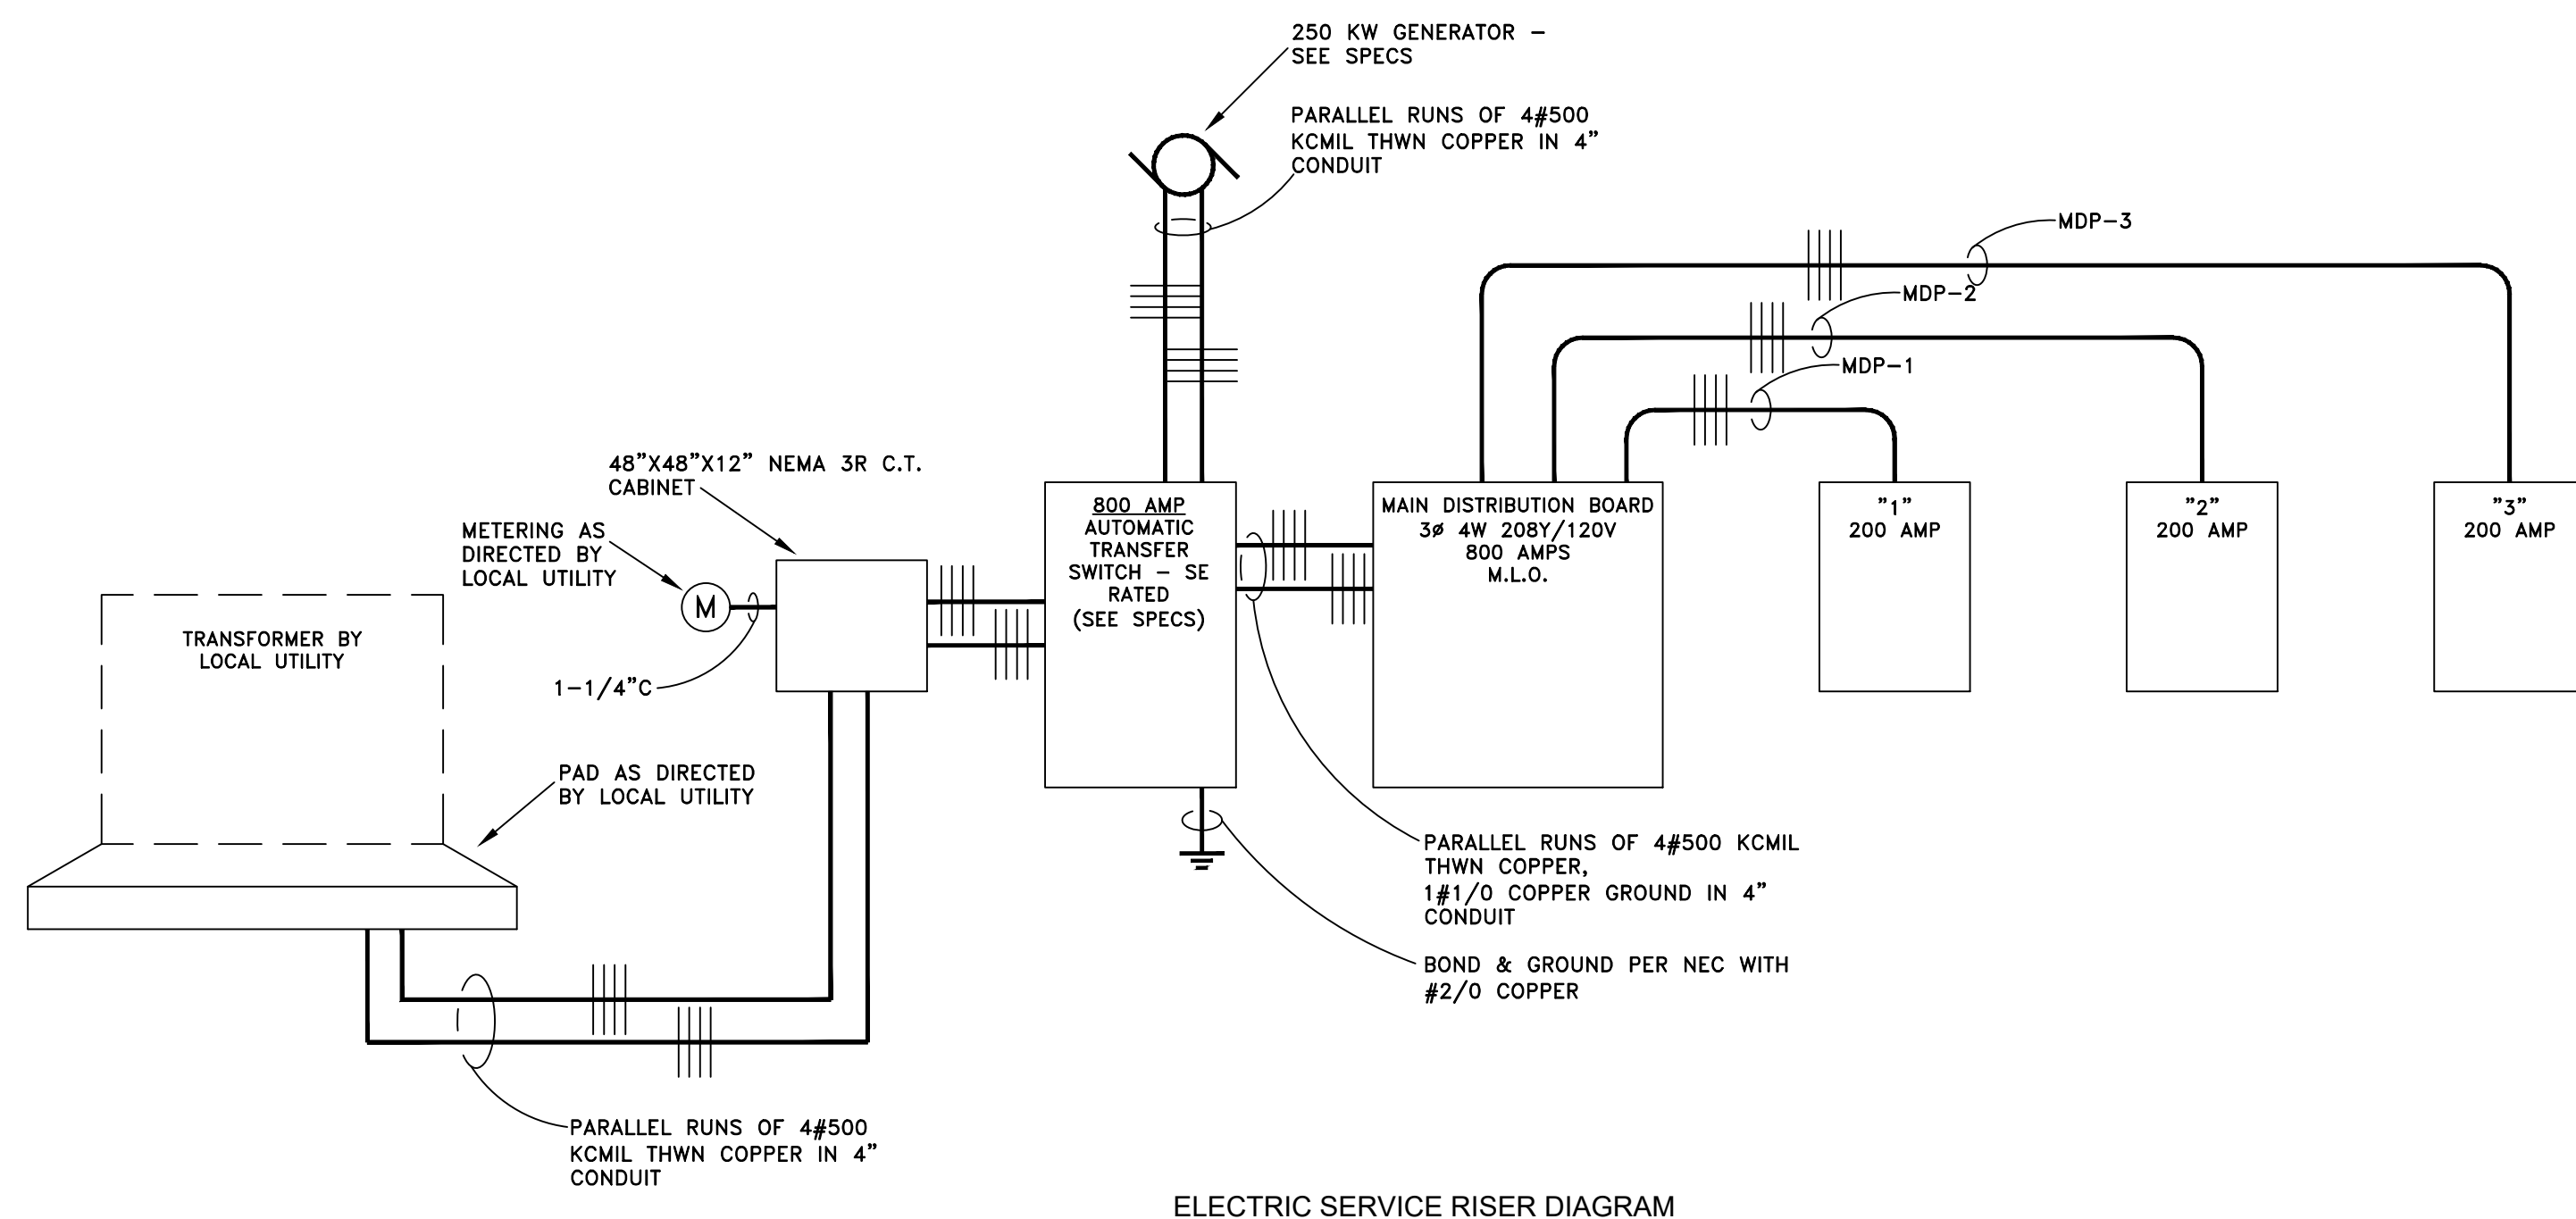 250 KW GENERATOR –
SEE SPECS
PARALLEL RUNS OF 4#500
KCMIL THWN COPPER IN 4”
CONDUIT
MDP–3
MDP–2
MDP–1
48”X48”X12” NEMA 3R C.T.
CABINET
METERING AS
DIRECTED BY
LOCAL UTILITY
M
1–1/4”C
TRANSFORMER BY
LOCAL UTILITY
PAD AS DIRECTED
BY LOCAL UTILITY
800 AMP
AUTOMATIC
TRANSFER
SWITCH – SE
RATED
(SEE SPECS)
MAIN DISTRIBUTION BOARD
3ø 4W 208Y/120V
800 AMPS
M.L.O.
”1”
200 AMP
”2”
200 AMP
”3”
200 AMP
PARALLEL RUNS OF 4#500 KCMIL
THWN COPPER,
1#1/0 COPPER GROUND IN 4”
CONDUIT
BOND & GROUND PER NEC WITH
#2/0 COPPER
PARALLEL RUNS OF 4#500
KCMIL THWN COPPER IN 4”
CONDUIT
ELECTRIC SERVICE RISER DIAGRAM